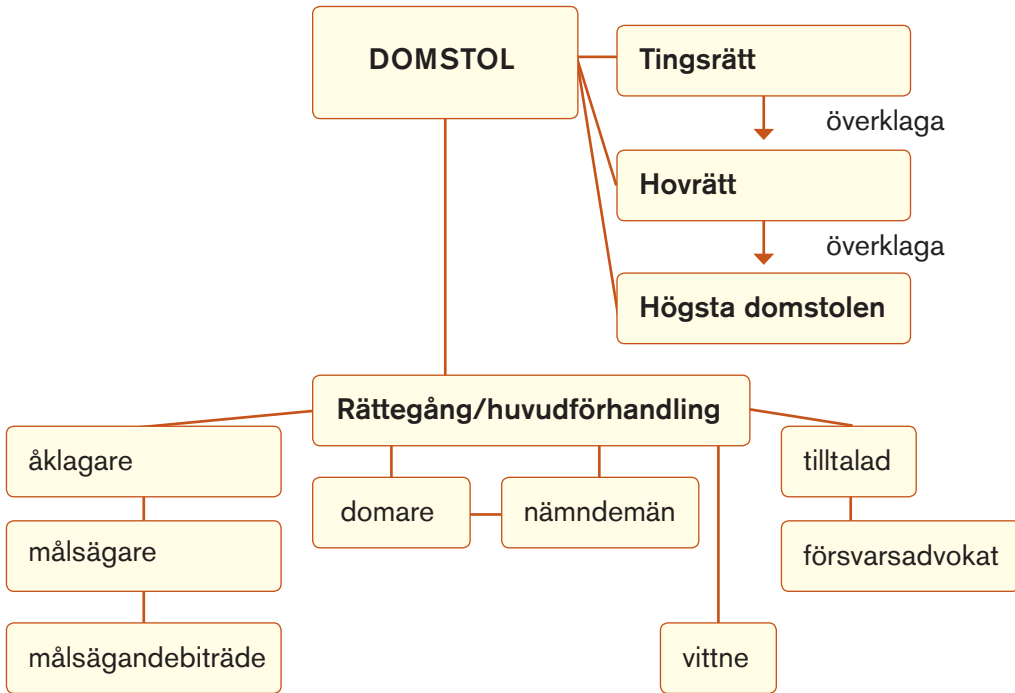 DOMSTOL
Tingsrätt
överklaga
Hovrätt
överklaga
Högsta domstolen
Rättegång/huvudförhandling
åklagare
målsägare
målsägandebiträde
domare
nämndemän
vittne
tilltalad
försvarsadvokat